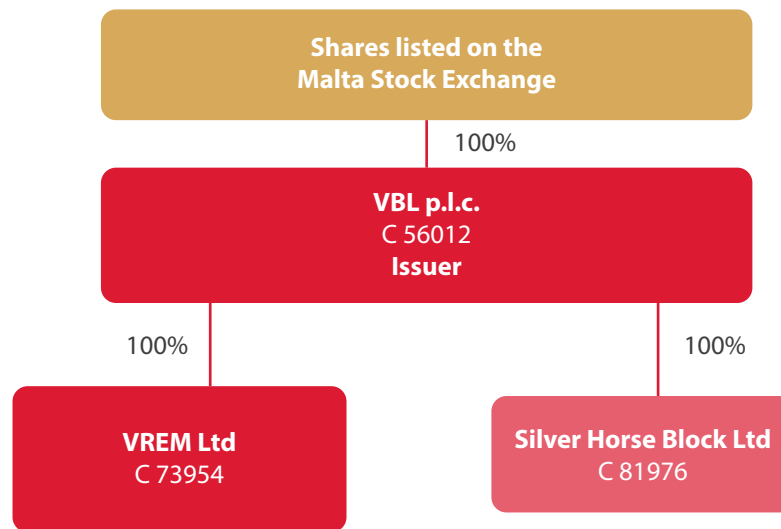 Shares listed on the
Malta Stock Exchange
100%
VBL p.l.c.
C 56012
Issuer
100%
100%
VREM Ltd
C 73954
Silver Horse Block Ltd
C 81976